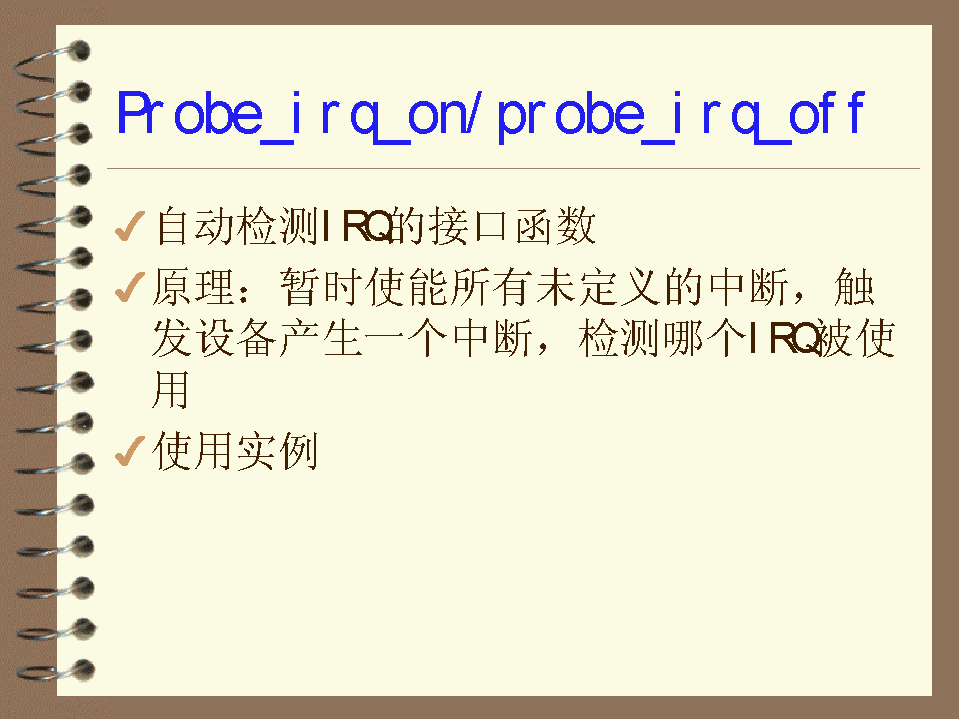 Probe_irq_on/probe_irq_off
自动检测IRQ的接口函数
原理：暂时使能所有未定义的中断，触
发设备产生一个中断，检测哪个IRQ被使
用
使用实例